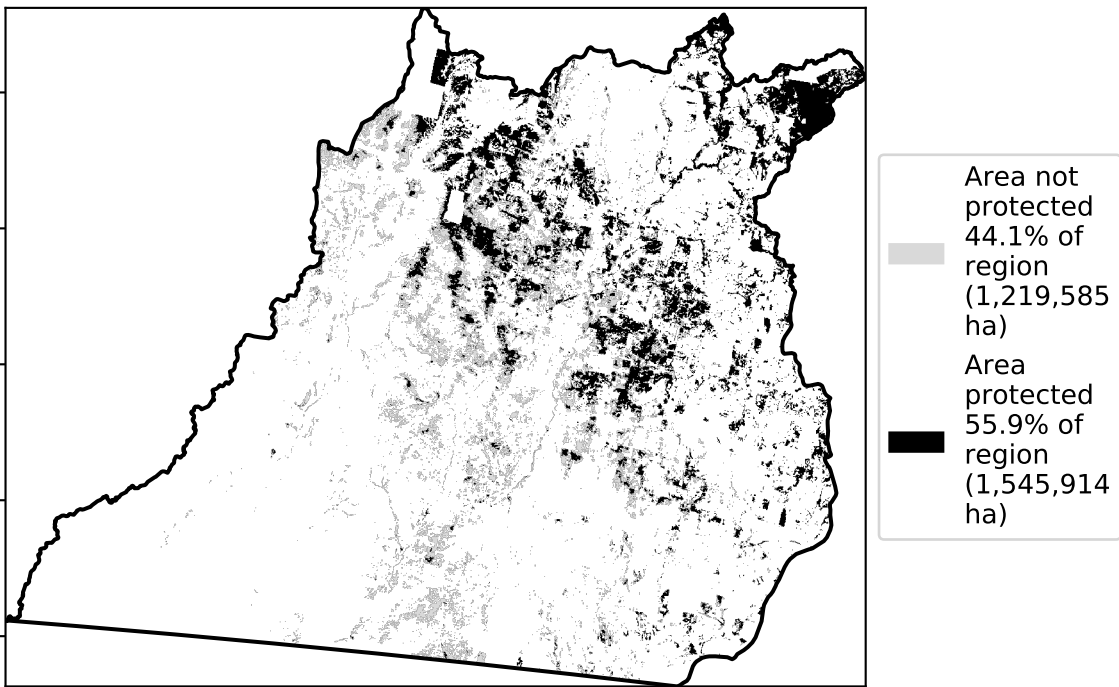 Area not
protected
44.1% of
region
(1,219,585
ha)
Area
protected
55.9% of
region
(1,545,914
ha)